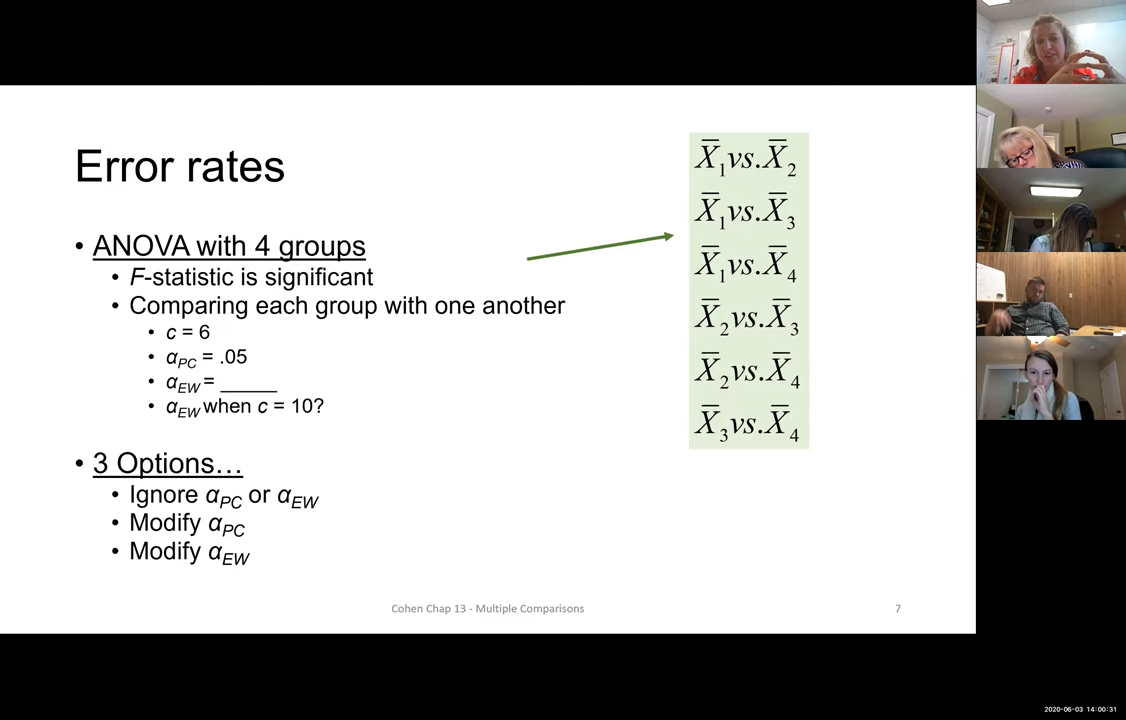 Error rates
• ANOVA with 4 groups
• F-statistic is significant
• Comparing each group with one another
• c = 6
• αPC = .05
• αEW = _____
• αEW when c = 10?
• 3 Options…
• Ignore αPC or αEW
• Modify αPC
• Modify αEW
X̅1 vs. X̅2
X̅1 vs. X̅3
X̅1 vs. X̅4
X̅2 vs. X̅3
X̅2 vs. X̅4
X̅3 vs. X̅4
Cohen Chap 13 - Multiple Comparisons
7
2020-06-03 14:00:31